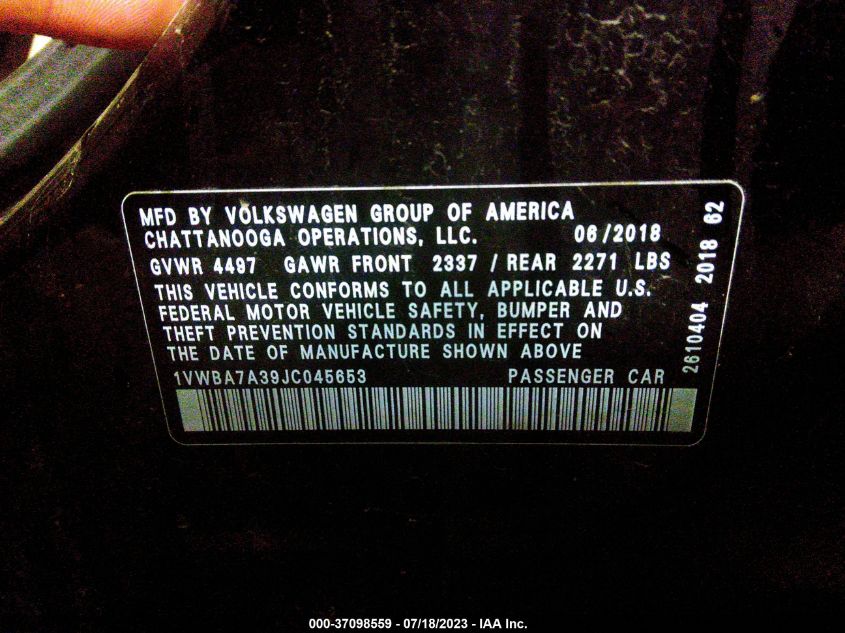 MFD BY VOLKSWAGEN GROUP OF AMERICA
CHATTANOOGA OPERATIONS, LLC. 06/2018
GVWR 4497 GAWR FRONT 2337 / REAR 2271 LBS
THIS VEHICLE CONFORMS TO ALL APPLICABLE U.S.
FEDERAL MOTOR VEHICLE SAFETY, BUMPER AND
THEFT PREVENTION STANDARDS IN EFFECT ON
THE DATE OF MANUFACTURE SHOWN ABOVE
1VWBA7A39JC045653 PASSENGER CAR
2610404 2018 62
000-37098559 - 07/18/2023 - IAA Inc.